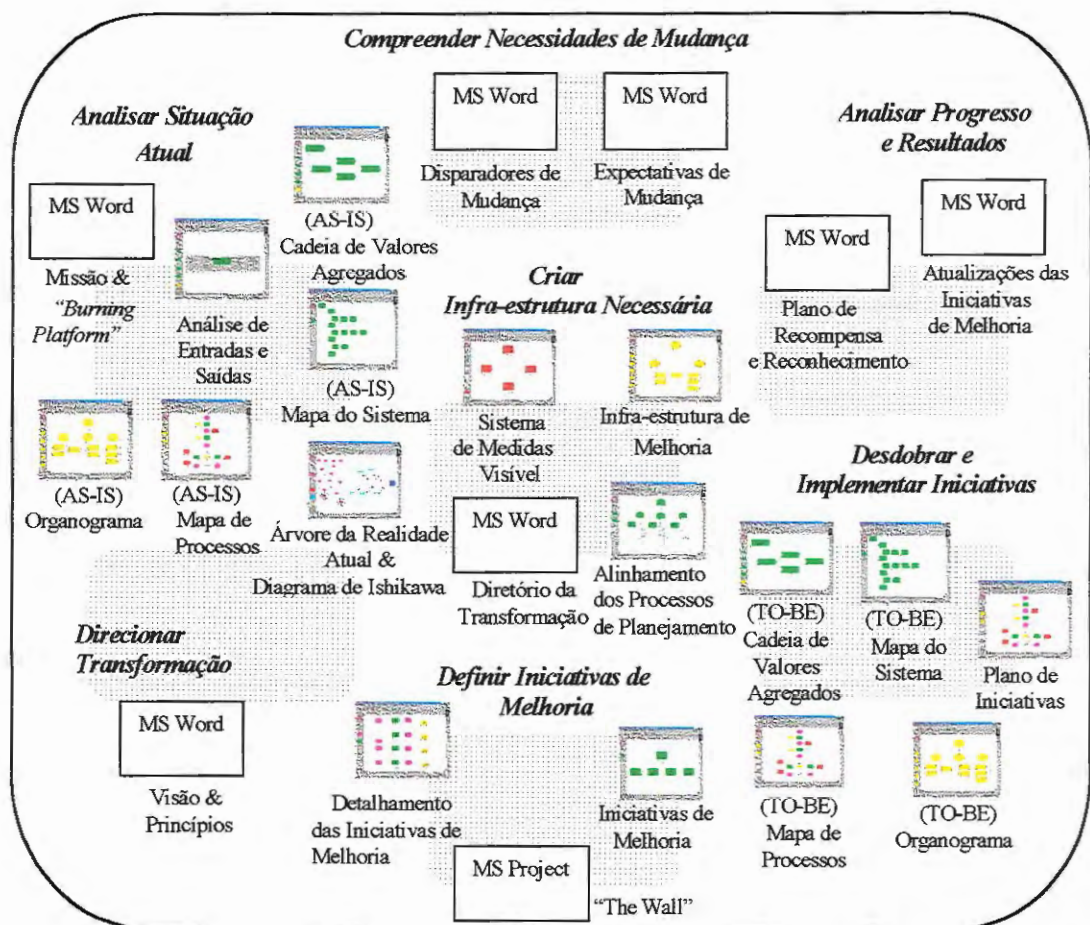 Compreender Necessidades de Mudança
MS Word
Disparadores de
Mudança
MS Word
Expectativas de
Mudança
Analisar Situação
Atual
MS Word
Missão &
"Burning
Platform"
Análise de
Entradas e
Saídas
(AS-IS)
Cadeia de Valores
Agregados
(AS-IS)
Mapa do Sistema
(AS-IS)
Organograma
(AS-IS)
Mapa de
Processos
Árvore da Realidade
Atual &
Diagrama de Ishikawa
Criar
Infra-estrutura Necessária
Sistema
de Medidas
Visível
Infra-estrutura de
Melhoria
MS Word
Diretório da
Transformação
Alinhamento
dos Processos
de Planejamento
Analisar Progresso
e Resultados
MS Word
Plano de
Recompensa
e Reconhecimento
MS Word
Atualizações das
Iniciativas
de Melhoria
Desdobrar e
Implementar Iniciativas
(TO-BE)
Cadeia de
Valores
Agregados
(TO-BE)
Mapa do
Sistema
Plano de
Iniciativas
(TO-BE)
Mapa de
Processos
(TO-BE)
Organograma
Direcionar
Transformação
MS Word
Visão &
Princípios
Definir Iniciativas de
Melhoria
Detalhamento
das Iniciativas de
Melhoria
Iniciativas de
Melhoria
MS Project
"The Wall"